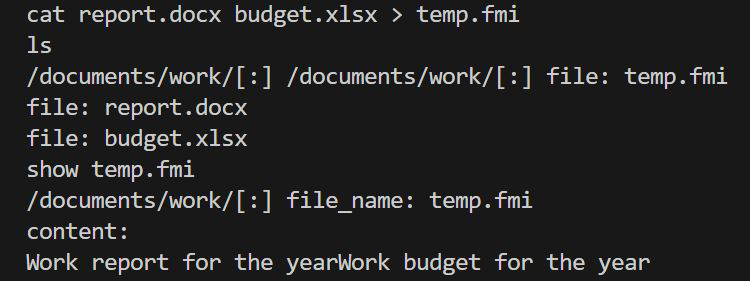 cat report.docx budget.xlsx > temp.fmi
ls
/documents/work/[:] /documents/work/[:] file: temp.fmi
file: report.docx
file: budget.xlsx
show temp.fmi
/documents/work/[:] file_name: temp.fmi
content:
Work report for the yearWork budget for the year